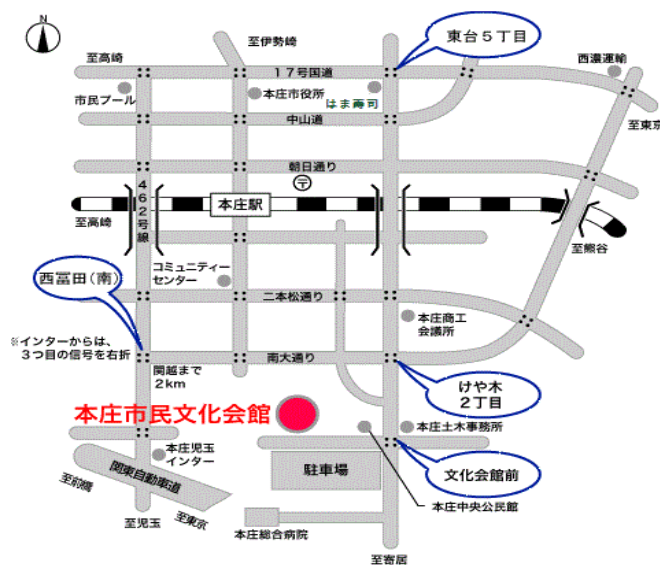 N
至高崎
至伊勢崎
東台５丁目
西濃運輸
１７号国道
市民プール
本庄市役所
はま寿司
中山道
至東京
朝日通り
〒
４６２号線
本庄駅
至高崎
至熊谷
コミュニティー
センター
西冨田(南)
二本松通り
本庄商工
会議所
※インターからは、
３つ目の信号を右折
南大通り
関越まで
２km
けや木
２丁目
本庄市民文化会館
本庄土木事務所
本庄児玉
インター
駐車場
文化会館前
関東自動車道
至前橋
至東京
本庄中央公民館
至児玉
本庄総合病院
至寄居